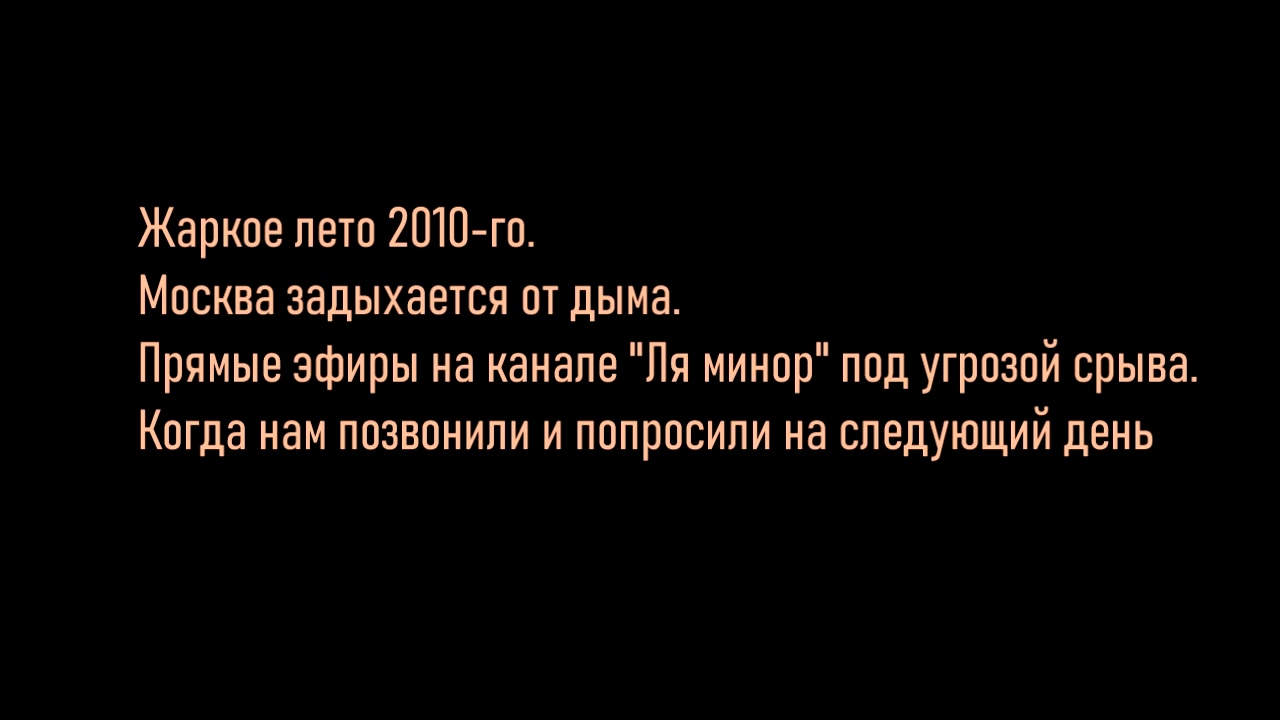 Жаркое лето 2010-го.
Москва задыхается от дыма.
Прямые эфиры на канале "Ля минор" под угрозой срыва.
Когда нам позвонили и попросили на следующий день